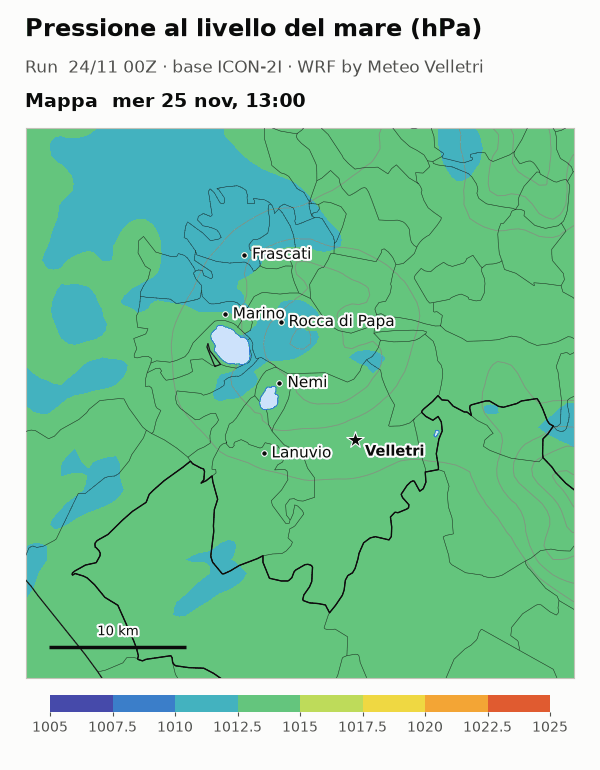 Pressione al livello del mare (hPa)
Run  24/11 00Z · base ICON-2I · WRF by Meteo Velletri
Mappa  mer 25 nov, 13:00
Frascati
Marino
Rocca di Papa
Nemi
Velletri
Lanuvio
10 km
1005 1007.5 1010 1012.5 1015 1017.5 1020 1022.5 1025